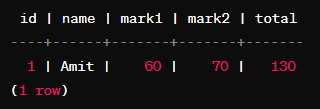 id | name | mark1 | mark2 | total
----+------+-------+-------+-------
1 | Amit | 60 | 70 | 130
(1 row)